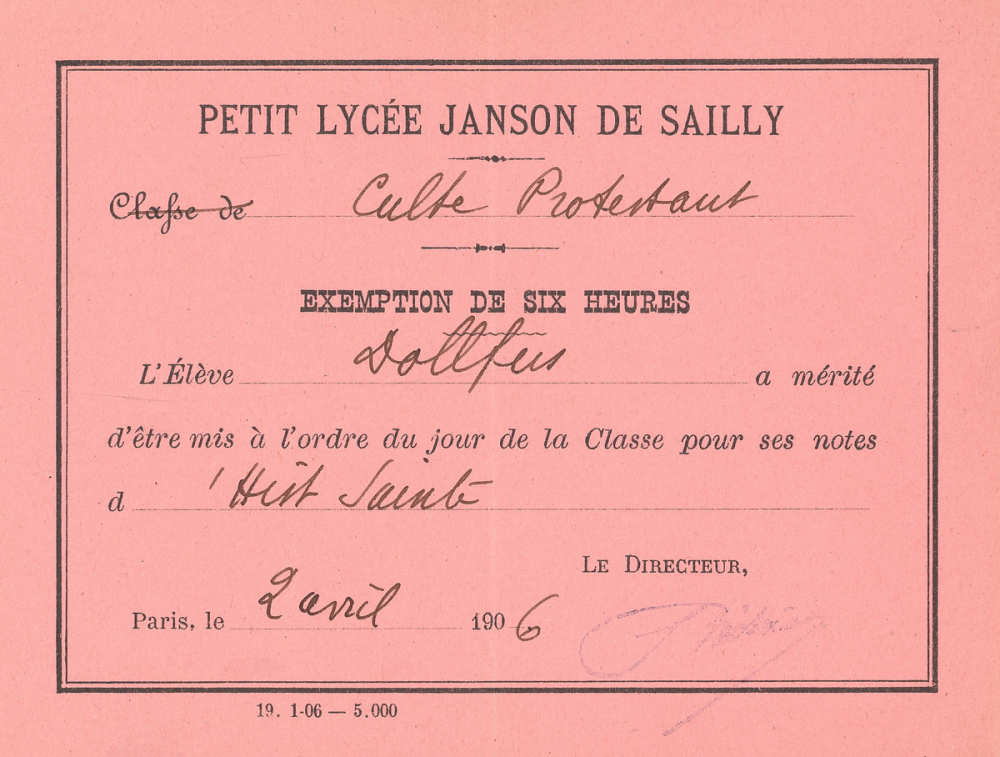 PETIT LYCÉE JANSON DE SAILLY
Classe de Culte Protestant
EXEMPTION DE SIX HEURES
L'Élève Dollfus a mérité
d'être mis à l'ordre du jour de la Classe pour ses notes
d'Hist Sainte
LE DIRECTEUR,
Paris, le 2 avril 1906
19. 1-06 — 5.000